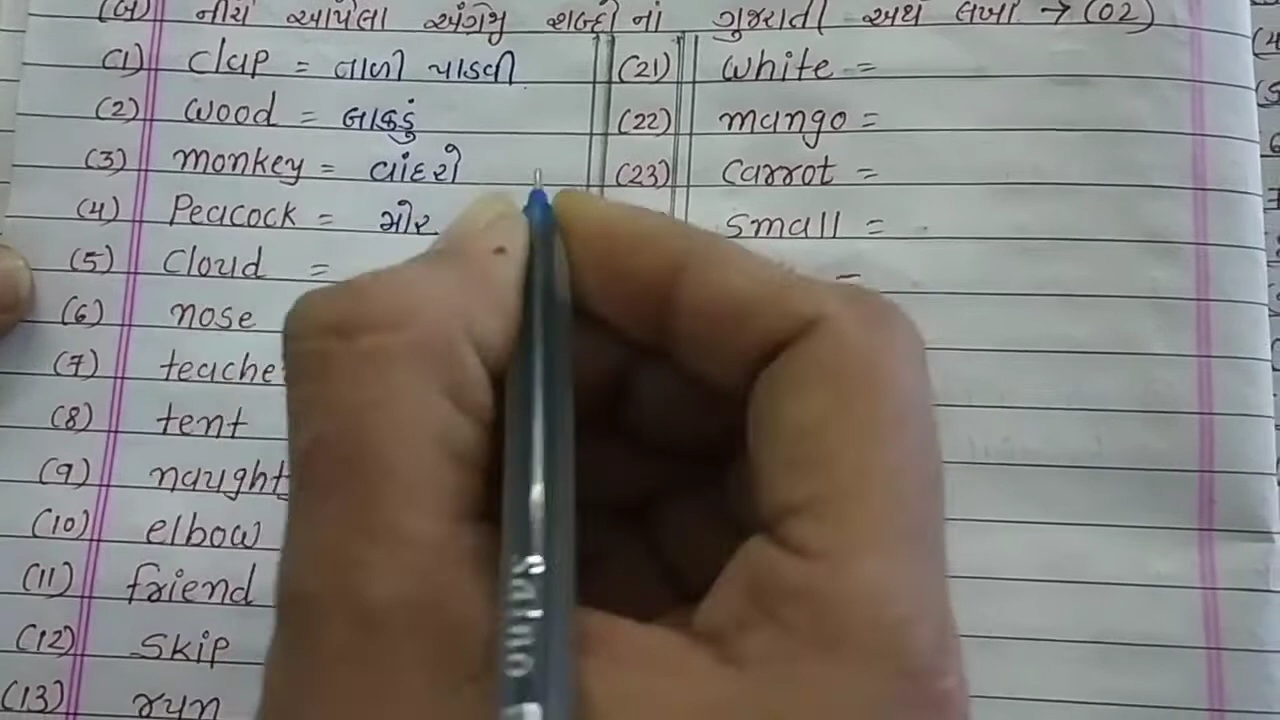 નીચે આપેલા અંગ્રેજી શબ્દો નાં ગુજરાતી અર્થ લખો → (02)
(1) Clap = તાળી પાડવી
(2) Wood = લાકડું
(3) monkey = વાંદરો
(4) Peacock = મોર
(5) Cloud =
(6) nose
(7) teache
(8) tent
(9) naught
(10) elbow
(11) friend
(12) Skip
(13) run
(21) White =
(22) mango =
(23) Carrot =
Small =
=